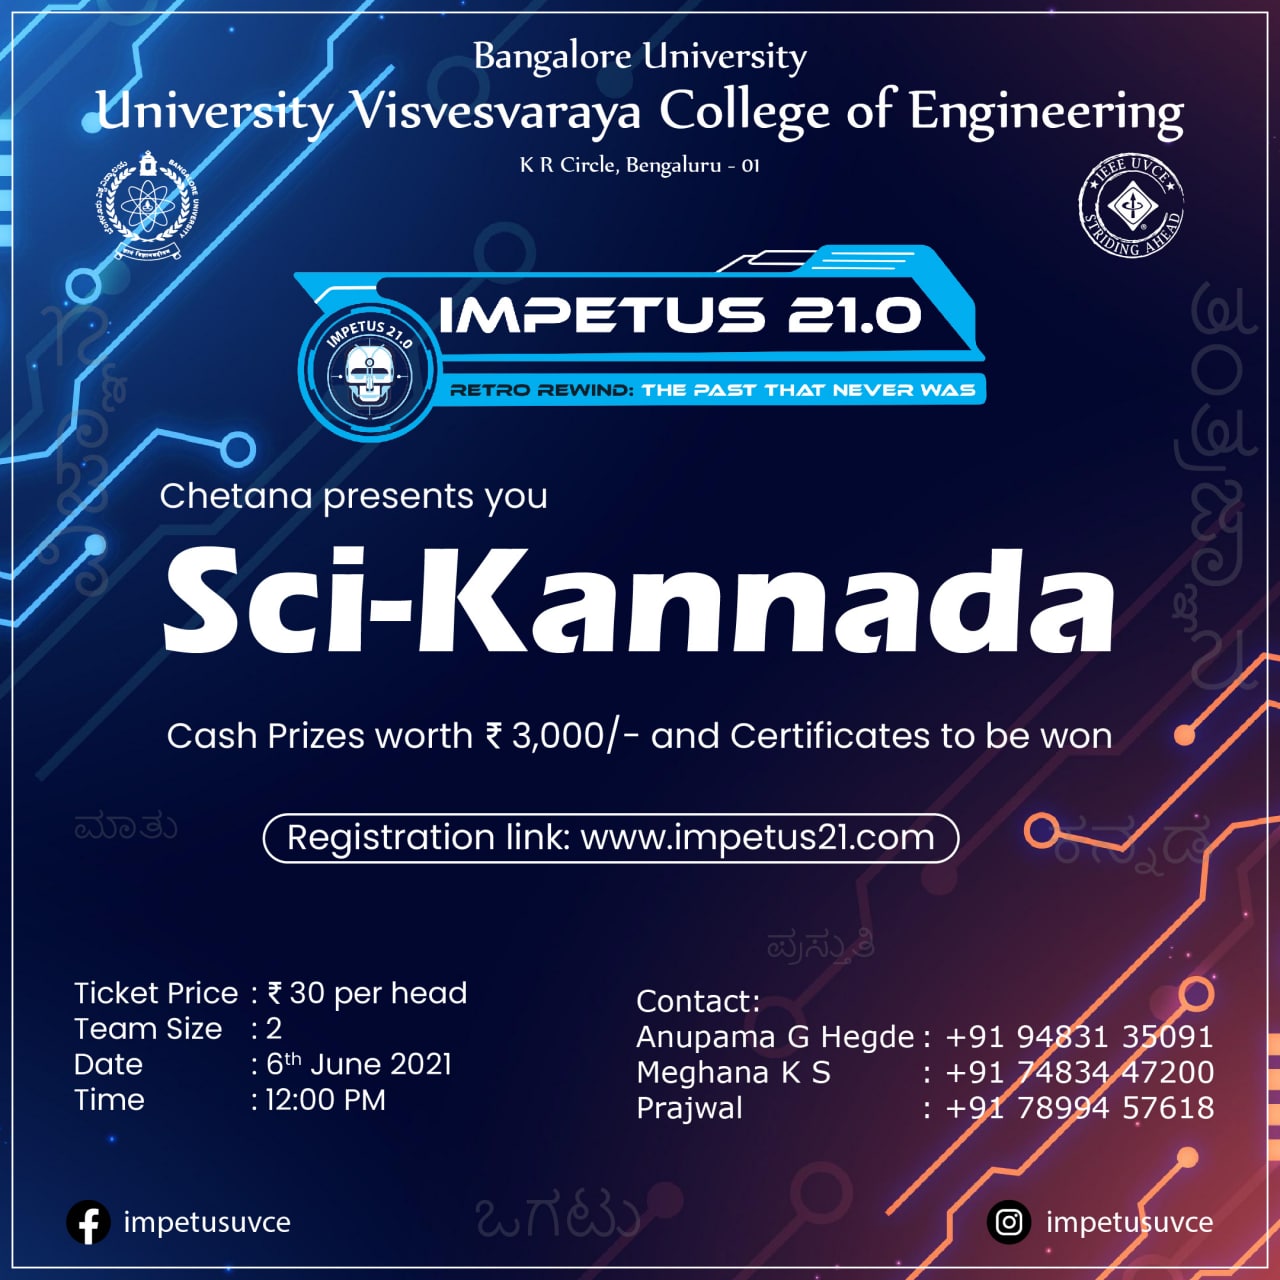 Bangalore University
University Visvesvaraya College of Engineering
K R Circle, Bengaluru - 01
BANGALORE UNIVERSITY
IEEE UVCE
STRIDING AHEAD
IMPETUS 21.0
IMPETUS 21.0
RETRO REWIND: THE PAST THAT NEVER WAS
Chetana presents you
Sci-Kannada
Cash Prizes worth ₹ 3,000/- and Certificates to be won
ಮಾತು
Registration link: www.impetus21.com
ಕನ್ನಡ
ಪ್ರಸ್ತುತಿ
Ticket Price : ₹ 30 per head
Team Size : 2
Date : 6th June 2021
Time : 12:00 PM
Contact:
Anupama G Hegde : +91 94831 35091
Meghana K S : +91 74834 47200
Prajwal : +91 78994 57618
impetusuvce
ಒಗಟು
impetusuvce